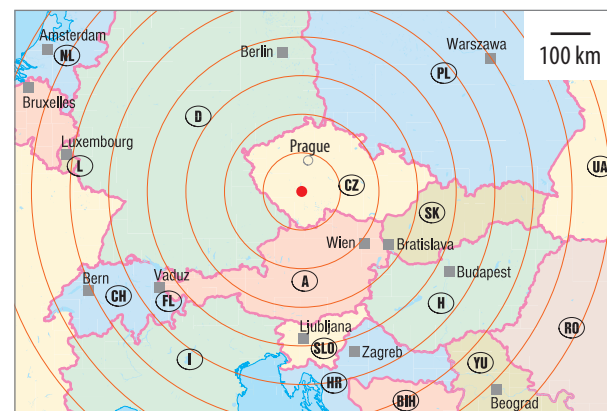 Amsterdam
NL
Berlin
Warszawa
100 km
PL
Bruxelles
D
Luxembourg
L
Prague
CZ
UA
SK
Wien
Bratislava
Bern
CH
Vaduz
FL
A
Budapest
H
Ljubljana
SLO
Zagreb
I
HR
RO
YU
BIH
Beograd